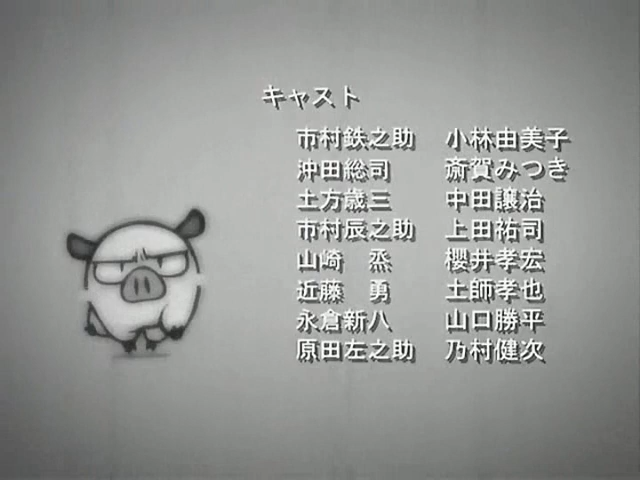 キャスト
市村鉄之助 小林由美子
沖田総司 斎賀みつき
土方歳三 中田譲治
市村辰之助 上田祐司
山崎 烝 櫻井孝宏
近藤 勇 土師孝也
永倉新八 山口勝平
原田左之助 乃村健次